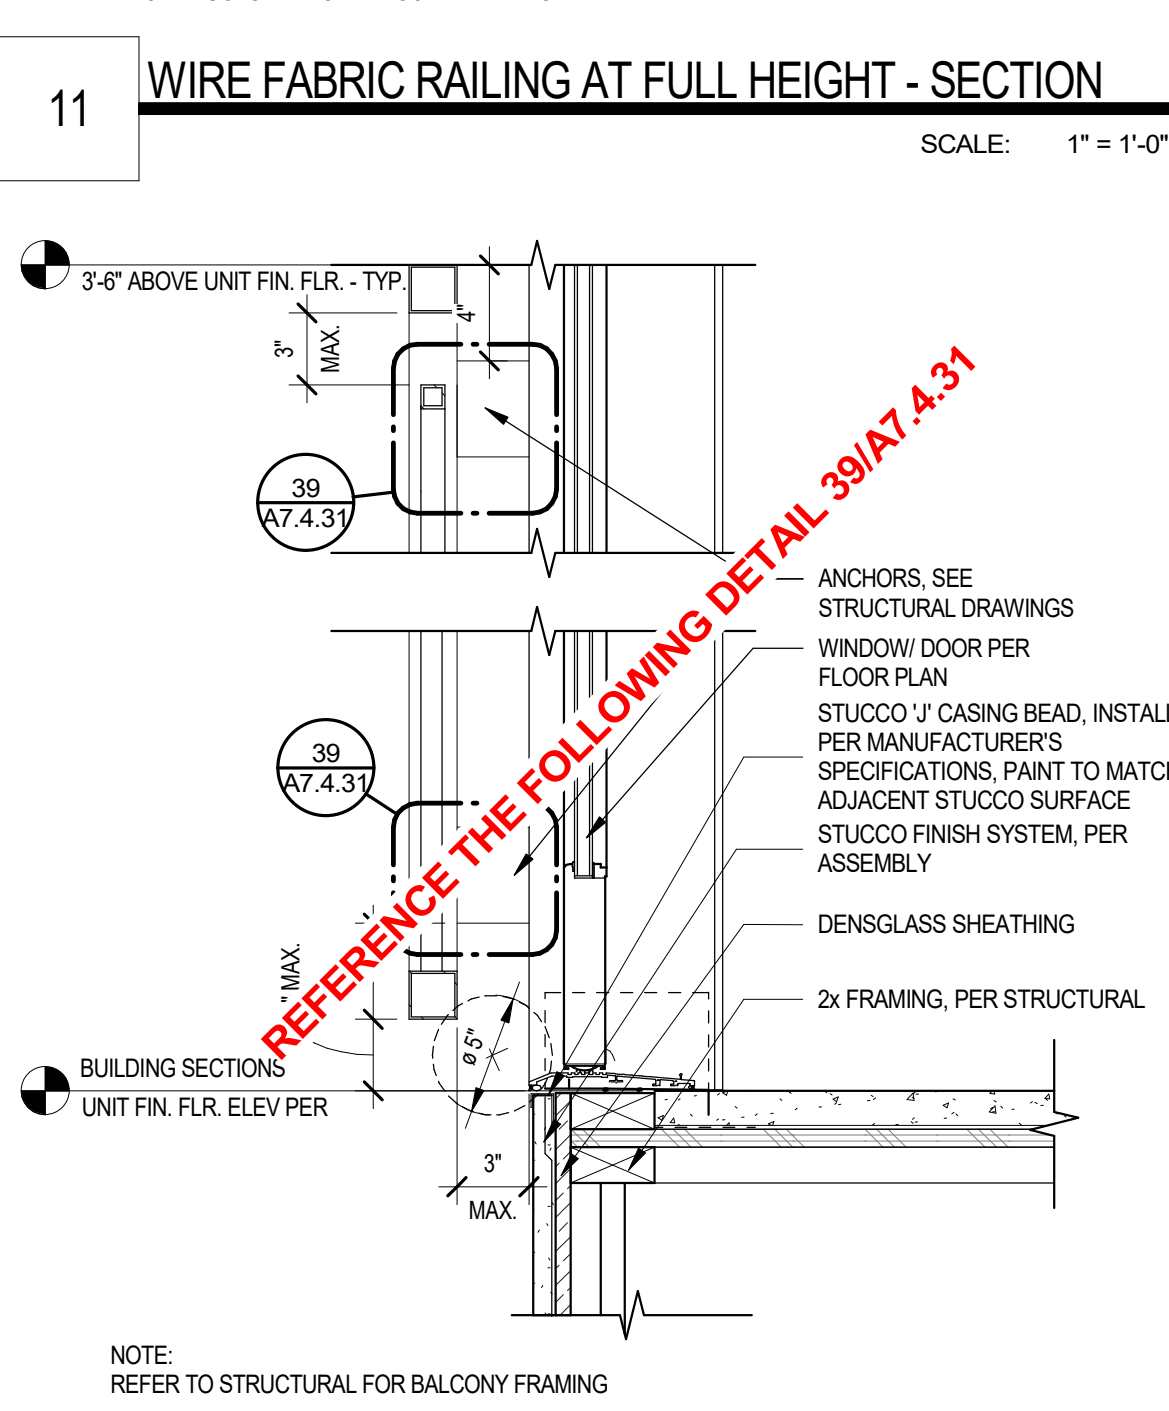 11
WIRE FABRIC RAILING AT FULL HEIGHT - SECTION
SCALE: 1" = 1'-0"
3'-6" ABOVE UNIT FIN. FLR. - TYP.
4"
3"
MAX.
39
A7.4.31
REFERENCE THE FOLLOWING DETAIL 39/A7.4.31
ANCHORS, SEE
STRUCTURAL DRAWINGS
WINDOW/ DOOR PER
FLOOR PLAN
STUCCO 'J' CASING BEAD, INSTALL
PER MANUFACTURER'S
SPECIFICATIONS, PAINT TO MATCH
ADJACENT STUCCO SURFACE
STUCCO FINISH SYSTEM, PER
ASSEMBLY
DENSGLASS SHEATHING
2x FRAMING, PER STRUCTURAL
39
A7.4.31
" MAX.
ø 5"
BUILDING SECTIONS
UNIT FIN. FLR. ELEV PER
3"
MAX.
NOTE:
REFER TO STRUCTURAL FOR BALCONY FRAMING